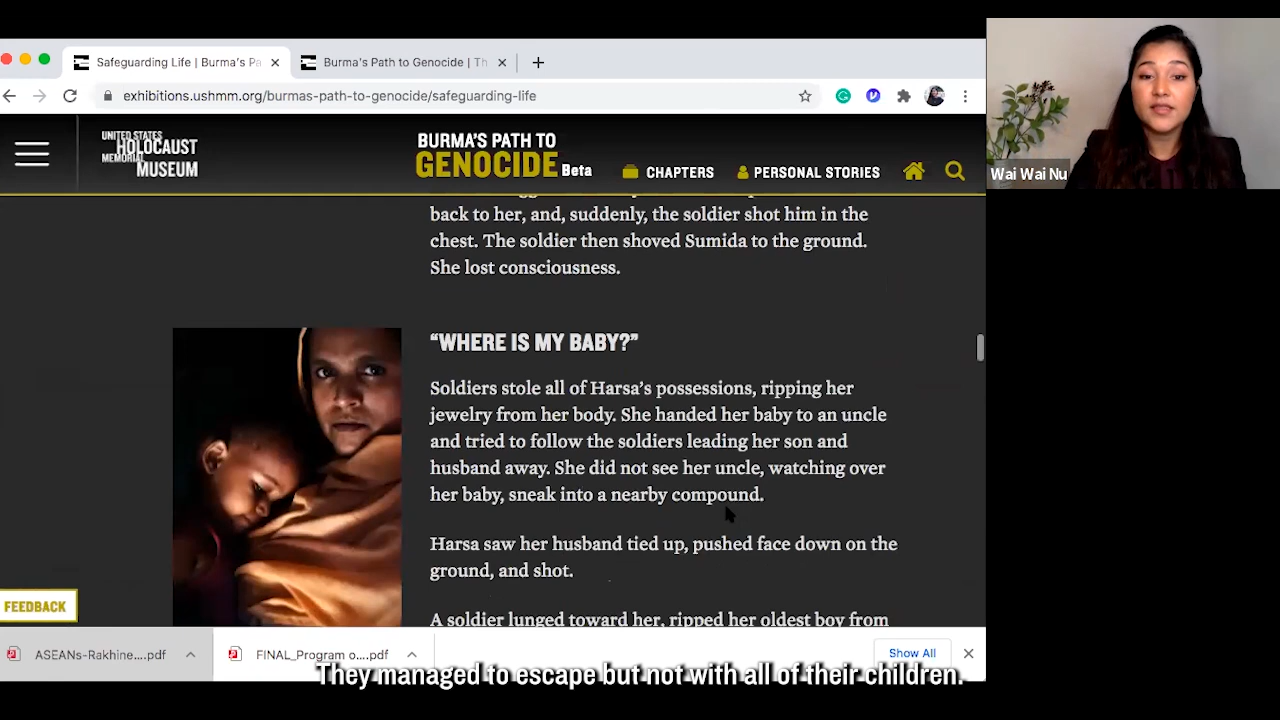 Safeguarding Life | Burma's Pa
Burma's Path to Genocide | Th
exhibitions.ushmm.org/burmas-path-to-genocide/safeguarding-life
UNITED STATES
HOLOCAUST
MEMORIAL
MUSEUM
BURMA'S PATH TO
GENOCIDE Beta
CHAPTERS
PERSONAL STORIES
Wai Wai Nu
back to her, and, suddenly, the soldier shot him in the
chest. The soldier then shoved Sumida to the ground.
She lost consciousness.
“WHERE IS MY BABY?”
Soldiers stole all of Harsa’s possessions, ripping her
jewelry from her body. She handed her baby to an uncle
and tried to follow the soldiers leading her son and
husband away. She did not see her uncle, watching over
her baby, sneak into a nearby compound.
Harsa saw her husband tied up, pushed face down on the
ground, and shot.
A soldier lunged toward her, ripped her oldest boy from
FEEDBACK
ASEANs-Rakhine....pdf
FINAL_Program o....pdf
Show All
They managed to escape but not with all of their children.